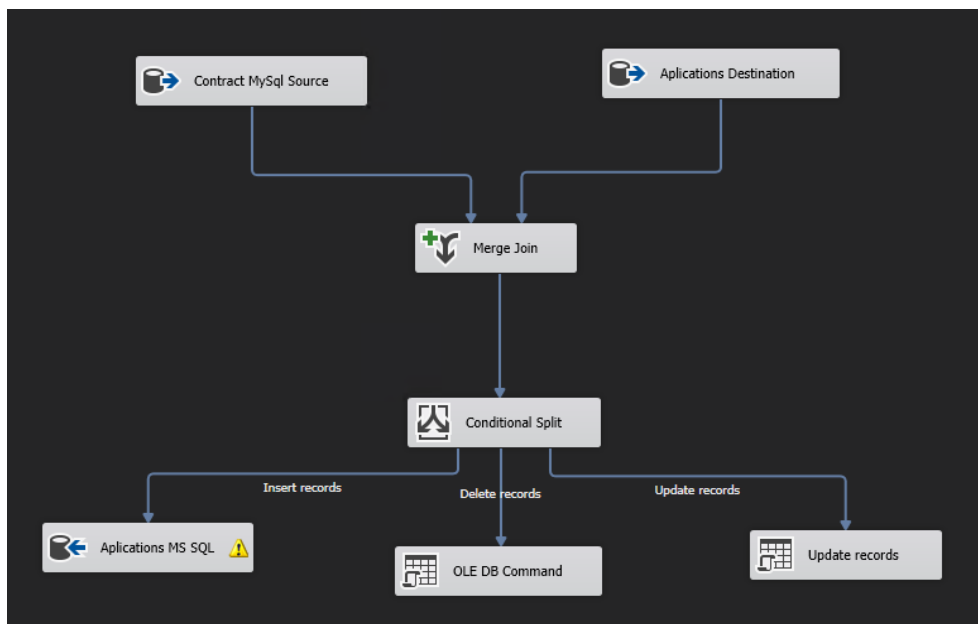 Contract MySql Source
Aplications Destination
Merge Join
Conditional Split
Insert records
Delete records
Update records
Aplications MS SQL
OLE DB Command
Update records